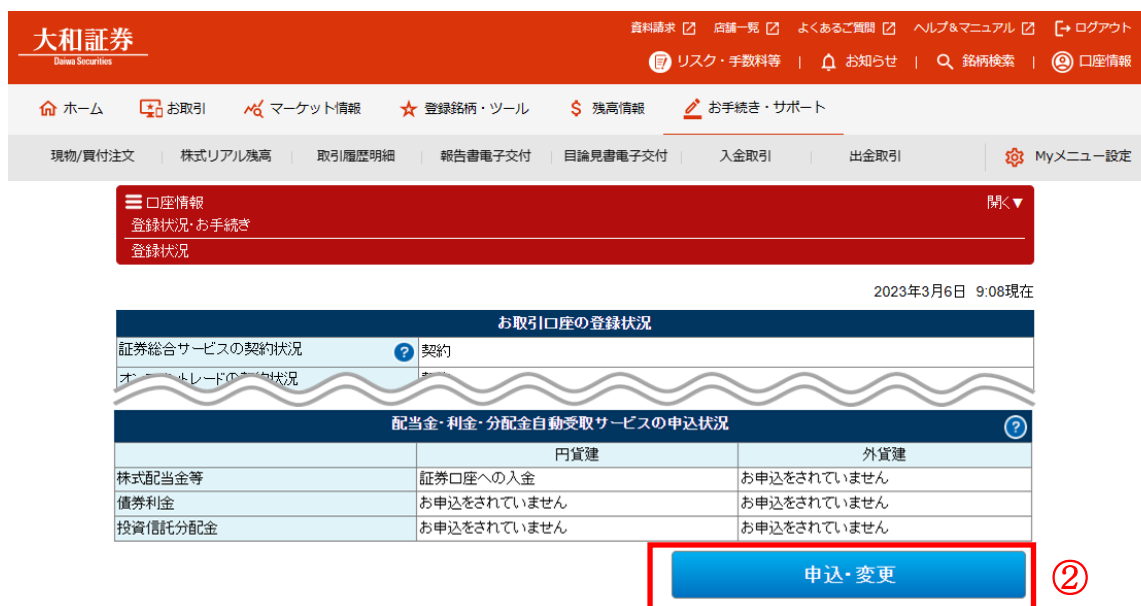 大和証券
Daiwa Securities
資料請求 店舗一覧 よくあるご質問 ヘルプ&マニュアル ログアウト
リスク・手数料等 | お知らせ | 銘柄検索 | 口座情報
ホーム お取引 マーケット情報 登録銘柄・ツール 残高情報 お手続き・サポート
現物/買付注文 株式リアル残高 取引履歴明細 報告書電子交付 目論見書電子交付 入金取引 出金取引 Myメニュー設定
口座情報 開く▼
登録状況・お手続き
登録状況
2023年3月6日 9:08現在
お取引口座の登録状況
証券総合サービスの契約状況 ? 契約
レードの 状況
配当金・利金・分配金自動受取サービスの申込状況 ?
円貨建 外貨建
株式配当金等 証券口座への入金 お申込をされていません
債券利金 お申込をされていません お申込をされていません
投資信託分配金 お申込をされていません お申込をされていません
申込・変更 ②